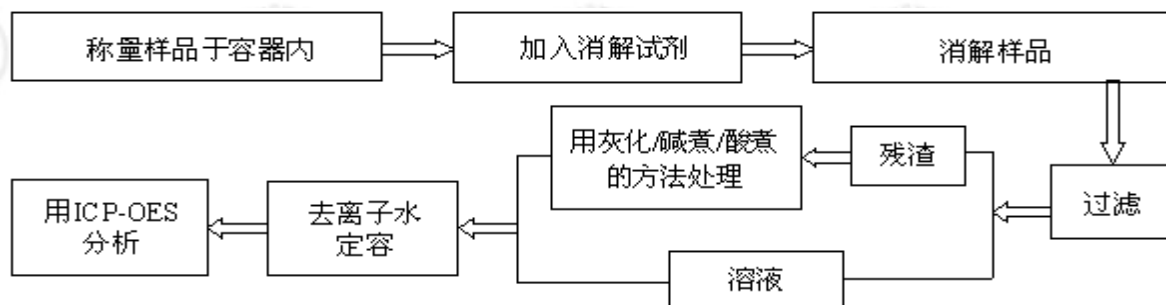 称量样品于容器内
加入消解试剂
消解样品
过滤
残渣
用灰化/碱煮/酸煮
的方法处理
溶液
去离子水
定容
用ICP-OES
分析